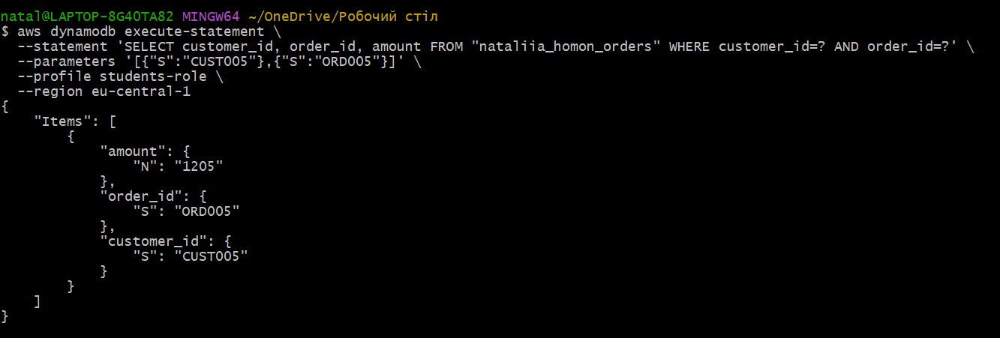 natal@LAPTOP-8G4OTA82 MINGW64 ~/OneDrive/Робочий стіл
$ aws dynamodb execute-statement \
  --statement 'SELECT customer_id, order_id, amount FROM "nataliia_homon_orders" WHERE customer_id=? AND order_id=?' \
  --parameters '[{"S":"CUST005"},{"S":"ORD005"}]' \
  --profile students-role \
  --region eu-central-1
{
    "Items": [
        {
            "amount": {
                "N": "1205"
            },
            "order_id": {
                "S": "ORD005"
            },
            "customer_id": {
                "S": "CUST005"
            }
        }
    ]
}